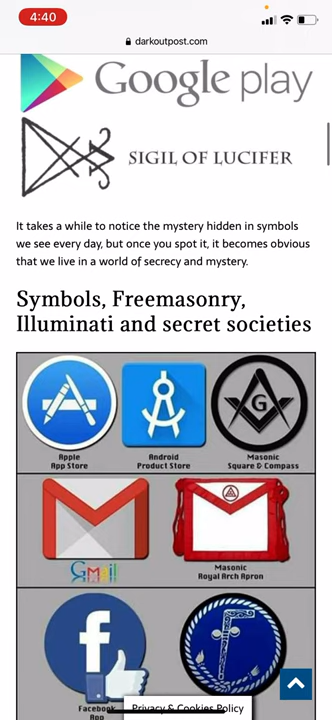 4:40
darkoutpost.com
Google play
SIGIL OF LUCIFER
It takes a while to notice the mystery hidden in symbols
we see every day, but once you spot it, it becomes obvious
that we live in a world of secrecy and mystery.
Symbols, Freemasonry,
Illuminati and secret societies
G
Apple
App Store
Android
Product Store
Masonic
Square & Compass
Gmail
Masonic
Royal Arch Apron
f
Facebook
App
Privacy & Cookies Policy